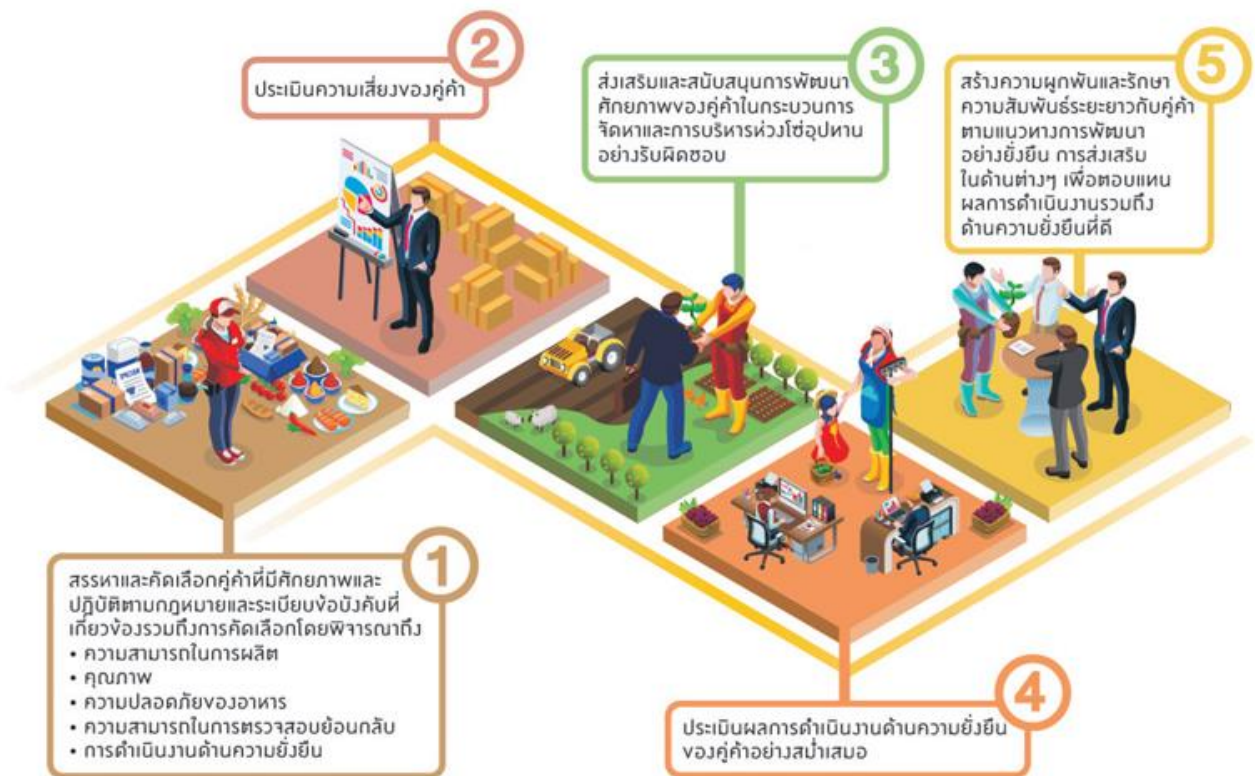 1
สรรหาและคัดเลือกคู่ค้าที่มีศักยภาพและ
ปฏิบัติตามกฎหมายและระเบียบข้อบังคับที่
เกี่ยวข้องรวมถึงการคัดเลือกโดยพิจารณาถึง
• ความสามารถในการผลิต
• คุณภาพ
• ความปลอดภัยของอาหาร
• ความสามารถในการตรวจสอบย้อนกลับ
• การดำเนินงานด้านความยั่งยืน
2
ประเมินความเสี่ยงของคู่ค้า
3
ส่งเสริมและสนับสนุนการพัฒนา
ศักยภาพของคู่ค้าในกระบวนการ
จัดหาและการบริหารห่วงโซ่อุปทาน
อย่างรับผิดชอบ
4
ประเมินผลการดำเนินงานด้านความยั่งยืน
ของคู่ค้าอย่างสม่ำเสมอ
5
สร้างความผูกพันและรักษา
ความสัมพันธ์ระยะยาวกับคู่ค้า
ตามแนวทางการพัฒนา
อย่างยั่งยืน การส่งเสริม
ในด้านต่างๆ เพื่อตอบแทน
ผลการดำเนินงานรวมถึง
ด้านความยั่งยืนที่ดี